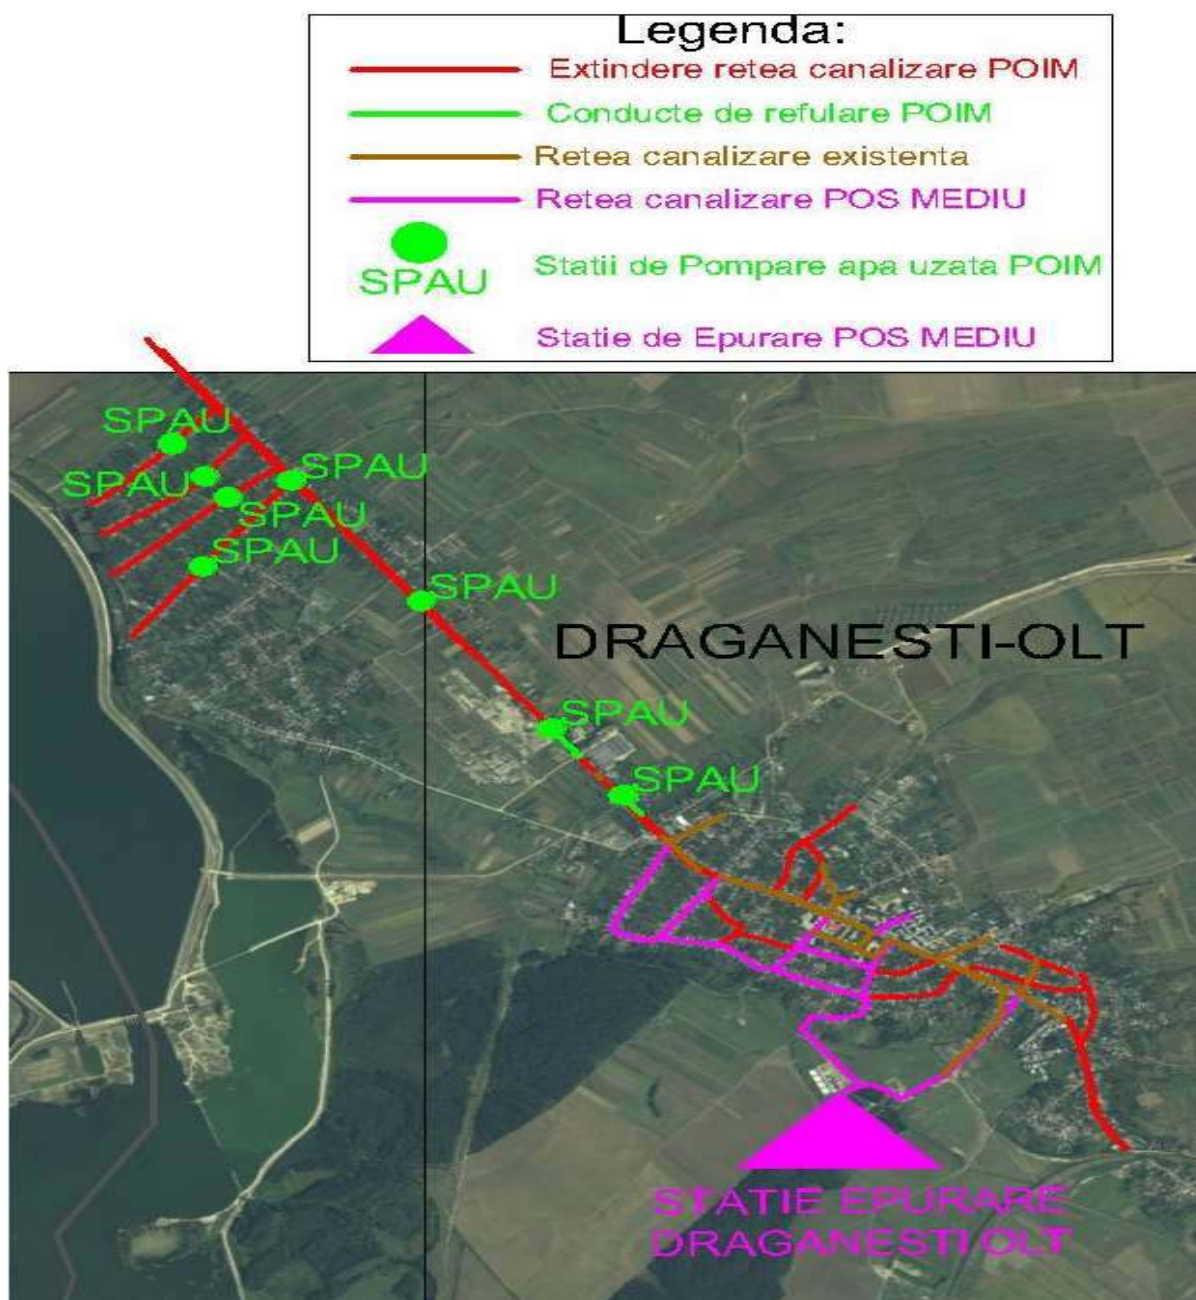 Legenda:
Extindere retea canalizare POIM
Conducte de refulare POIM
Retea canalizare existenta
Retea canalizare POS MEDIU
SPAU
Statii de Pompare apa uzata POIM
Statie de Epurare POS MEDIU
SPAU
SPAU
SPAU
SPAU
SPAU
SPAU
DRAGANESTI-OLT
SPAU
SPAU
STATIE EPURARE
DRAGANESTI OLT